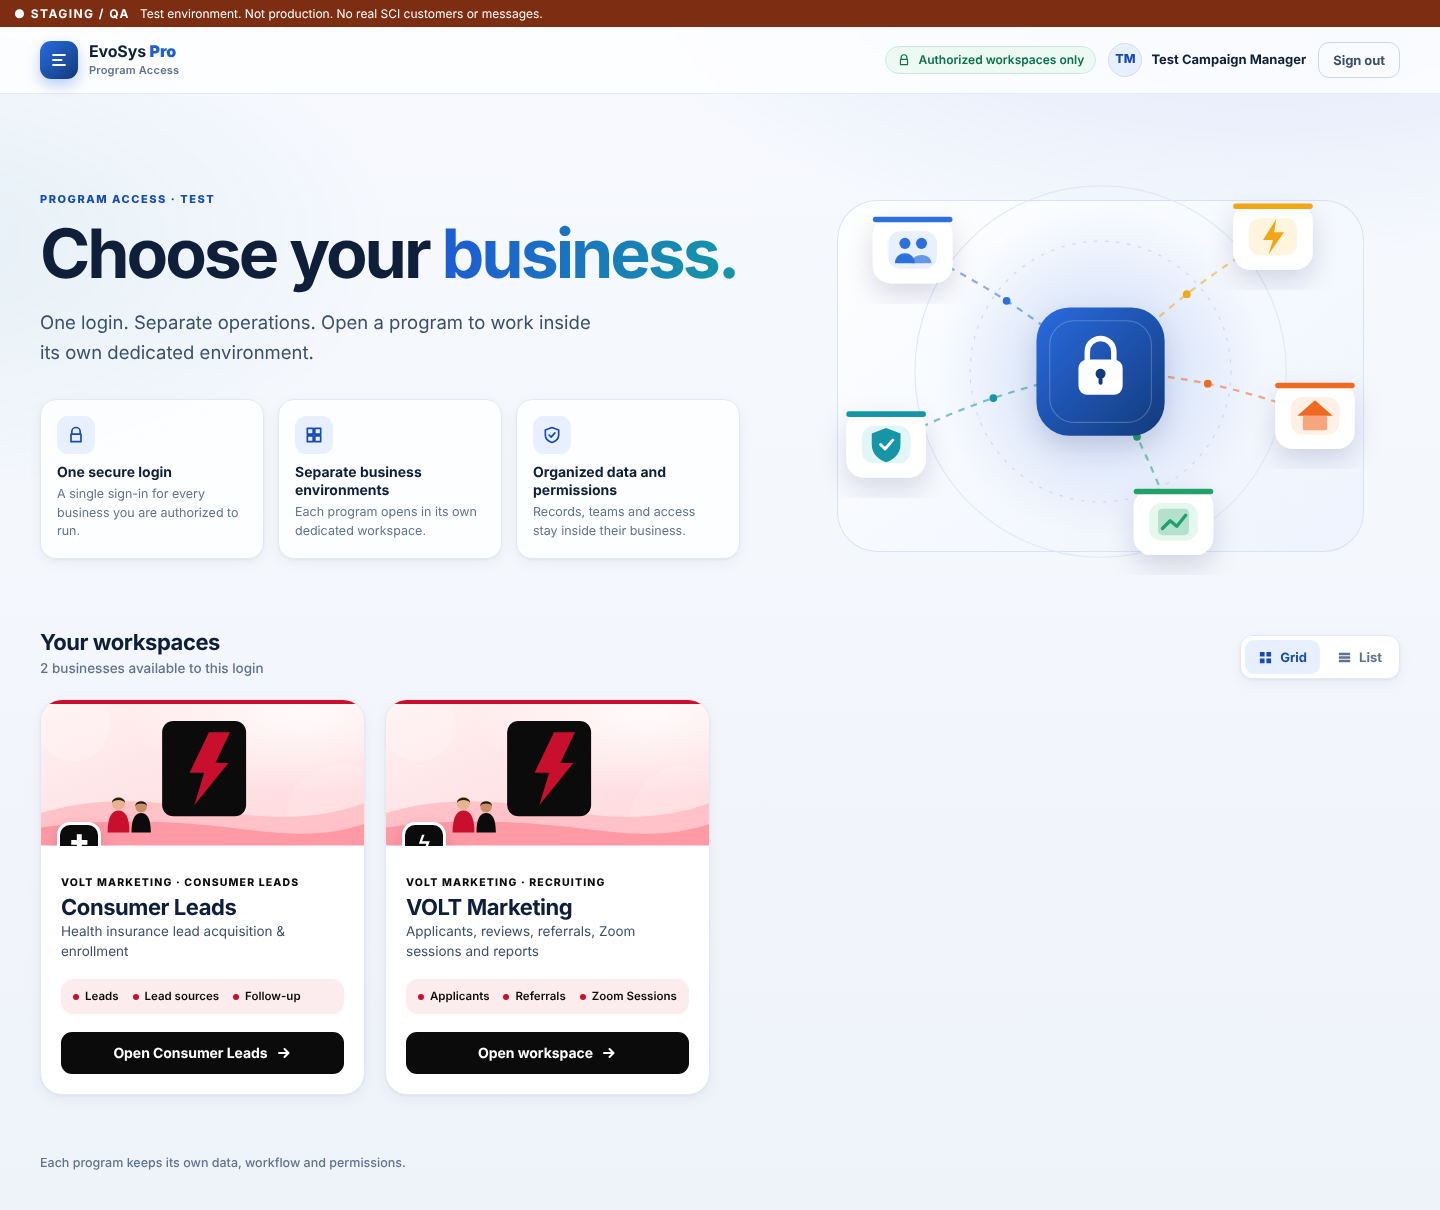 STAGING / QA Test environment. Not production. No real SCI customers or messages.
EvoSys Pro
Program Access
Authorized workspaces only
TM
Test Campaign Manager
Sign out
PROGRAM ACCESS · TEST
Choose your business.
One login. Separate operations. Open a program to work inside
its own dedicated environment.
One secure login
A single sign-in for every
business you are authorized to
run.
Separate business
environments
Each program opens in its own
dedicated workspace.
Organized data and
permissions
Records, teams and access
stay inside their business.
Your workspaces
2 businesses available to this login
Grid
List
VOLT MARKETING · CONSUMER LEADS
Consumer Leads
Health insurance lead acquisition &
enrollment
Leads
Lead sources
Follow-up
Open Consumer Leads →
VOLT MARKETING · RECRUITING
VOLT Marketing
Applicants, reviews, referrals, Zoom
sessions and reports
Applicants
Referrals
Zoom Sessions
Open workspace →
Each program keeps its own data, workflow and permissions.